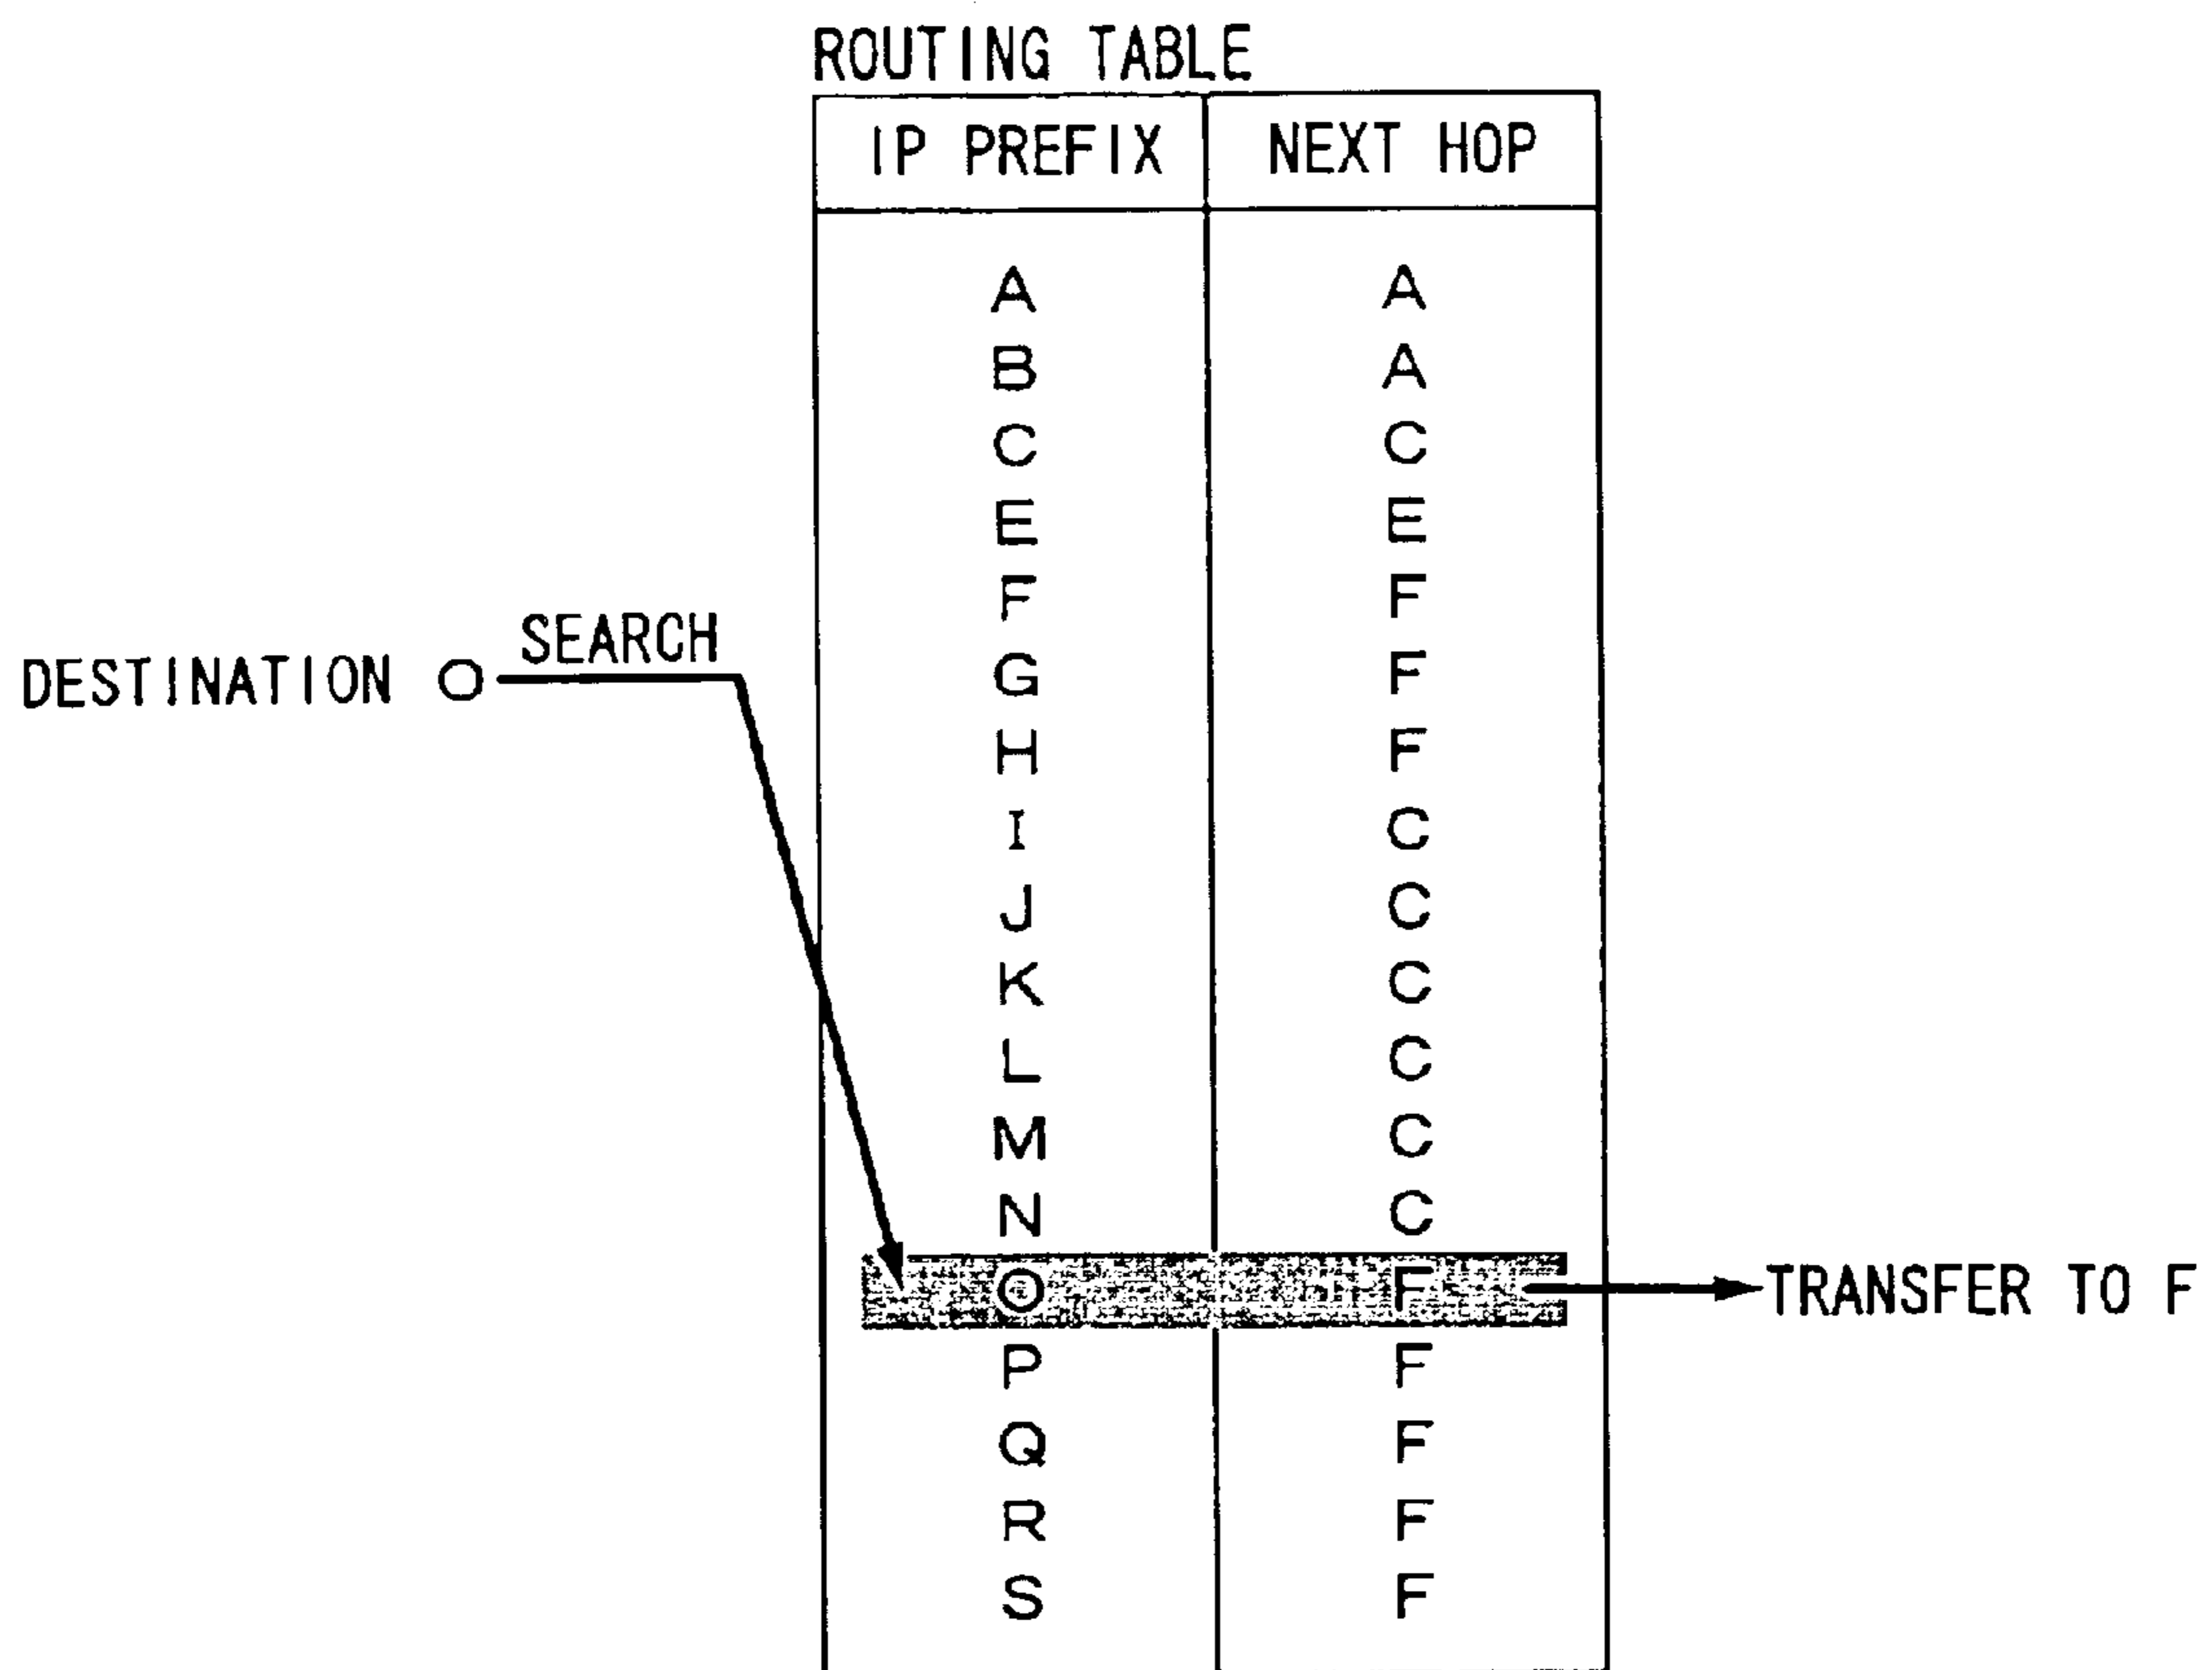 ROUTING TABLE
IP PREFIX NEXT HOP
A A
B A
C C
E E
F F
G F
H F
I C
J C
K C
L C
M C
N C
O F
P F
Q F
R F
S F
SEARCH
DESTINATION O
TRANSFER TO F